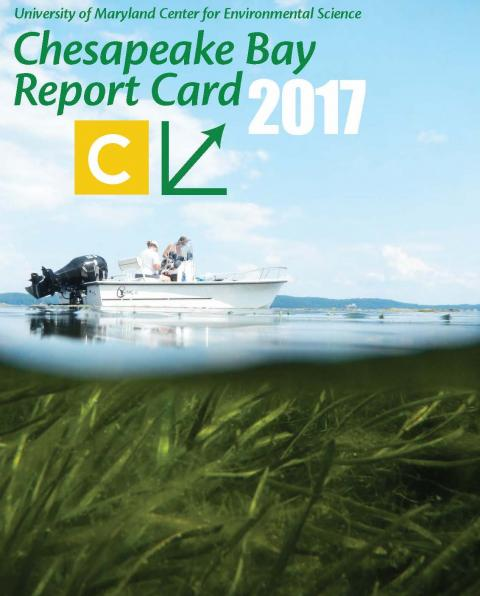 University of Maryland Center for Environmental Science
Chesapeake Bay
Report Card 2017
C